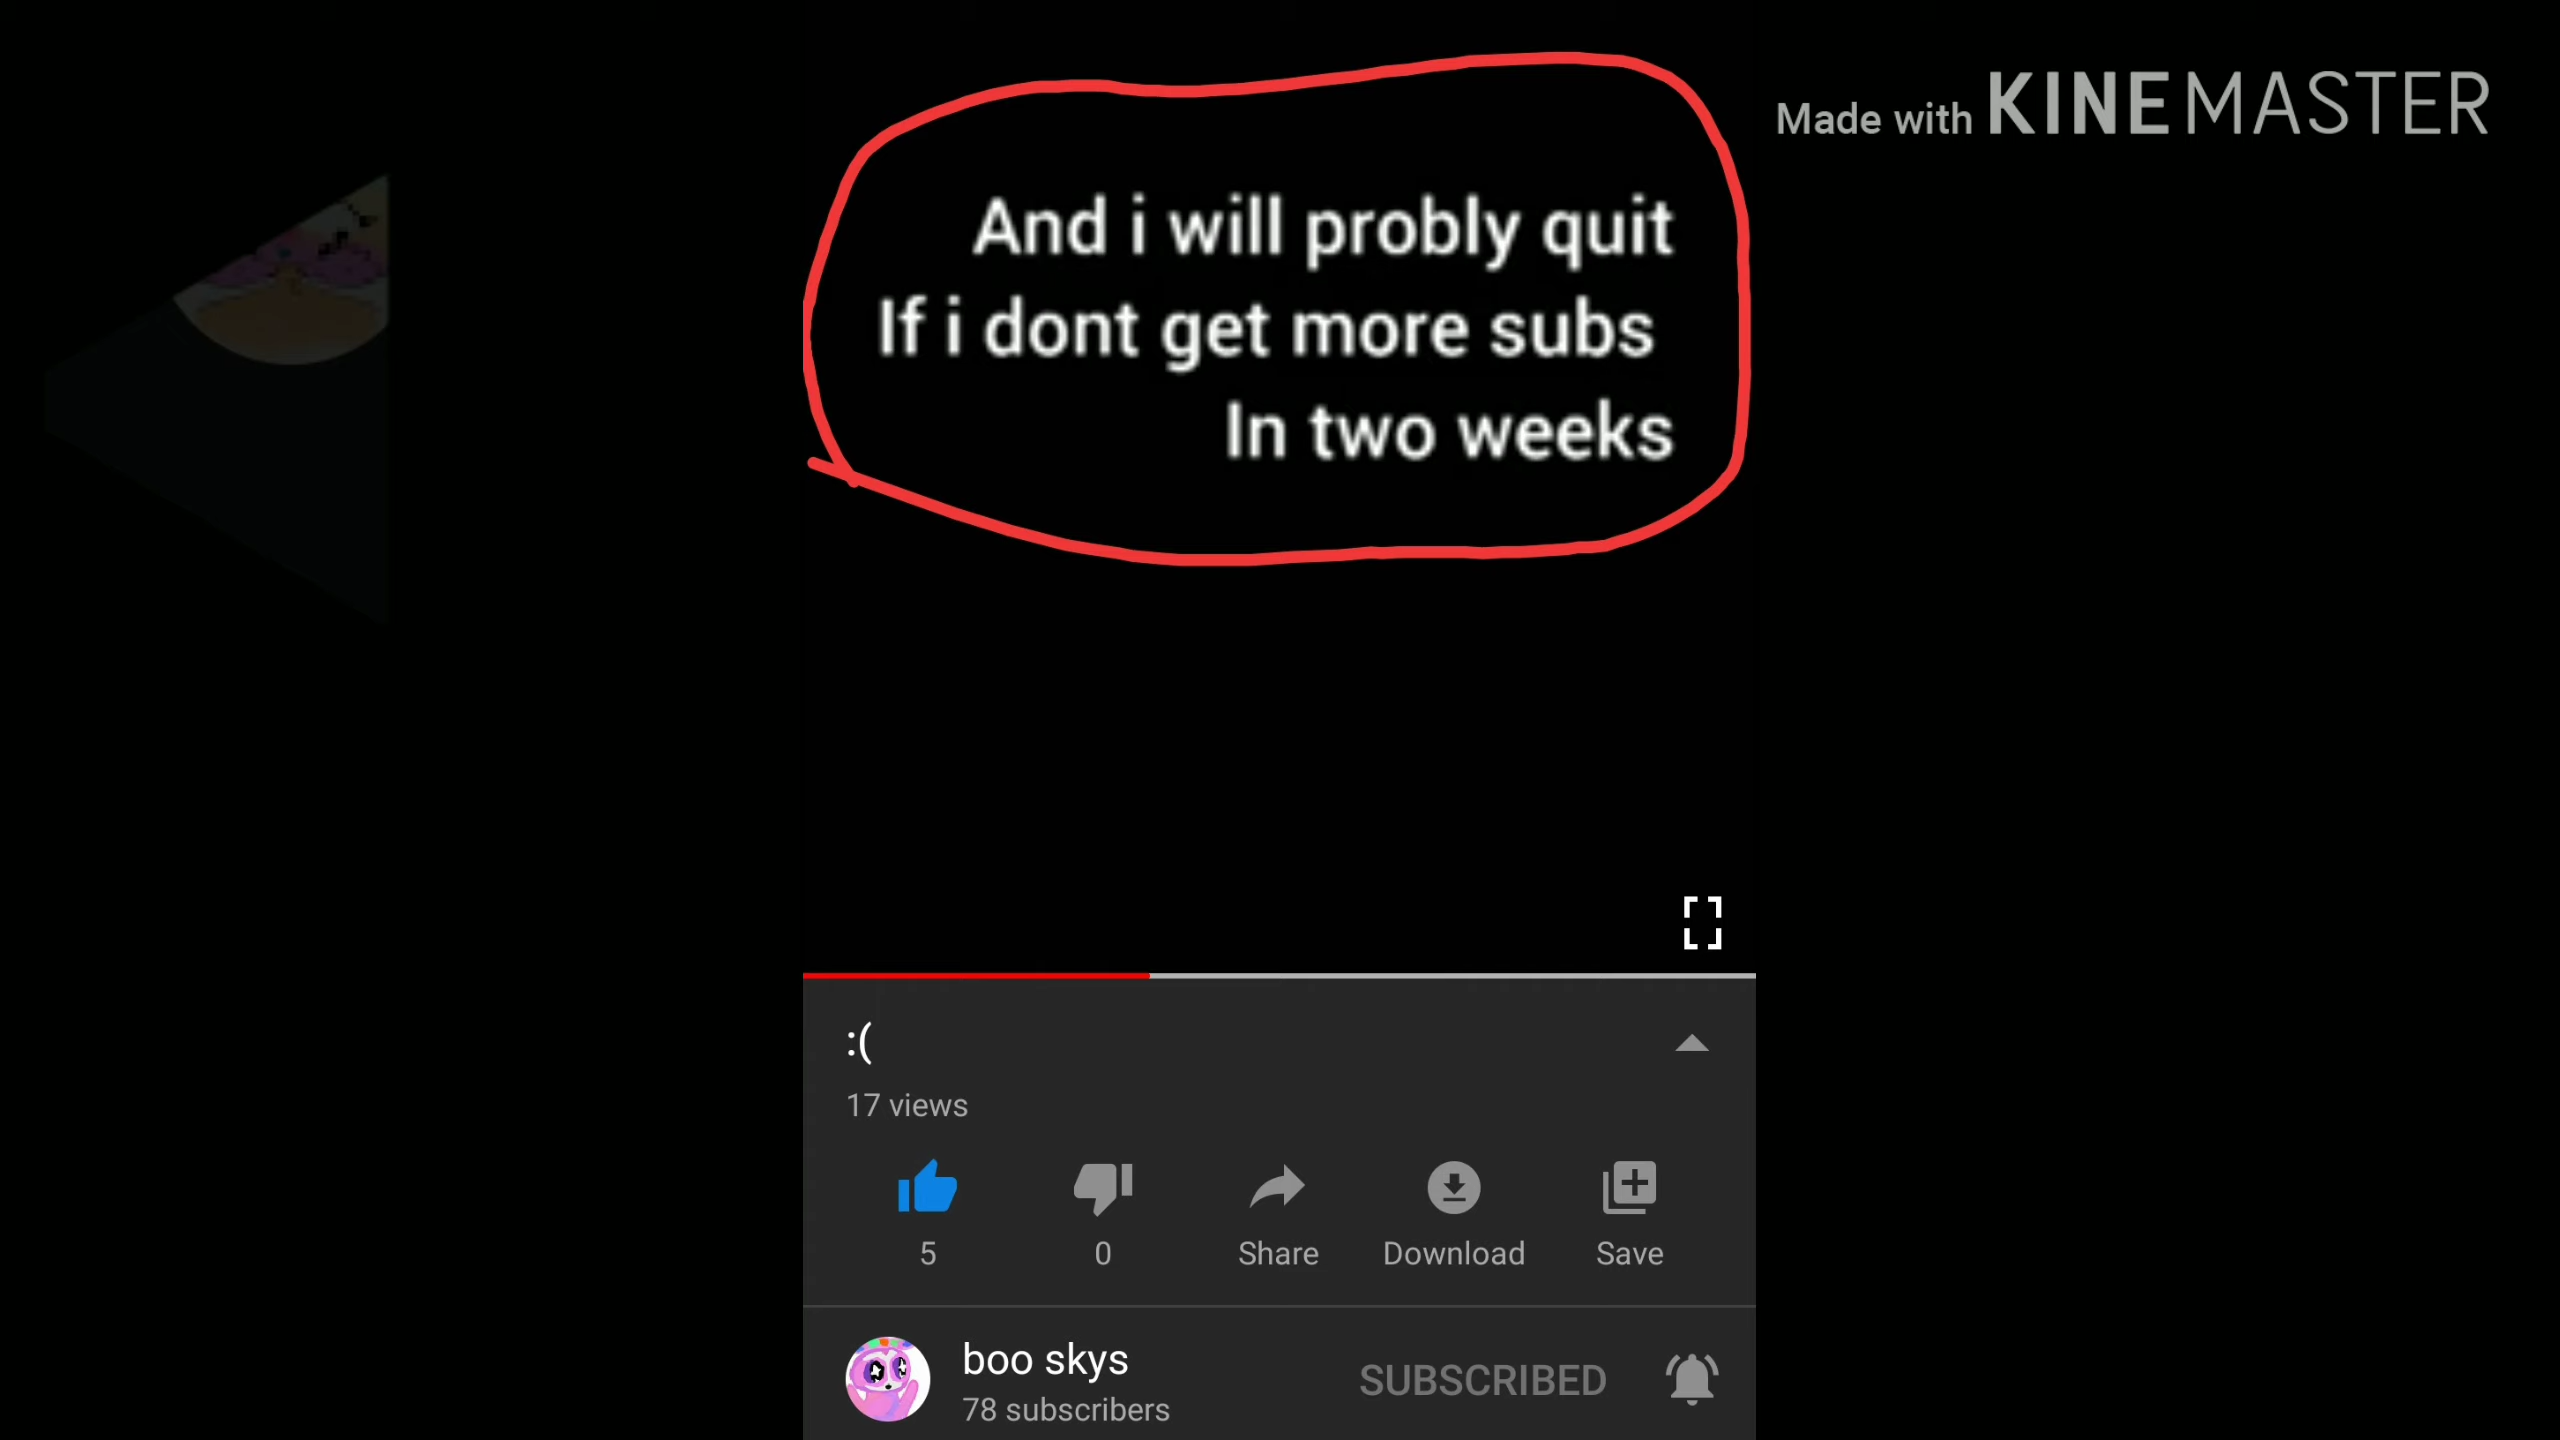 Made with KINEMASTER
And i will probly quit
If i dont get more subs
In two weeks
:(
17 views
5
0
Share
Download
Save
boo skys
78 subscribers
SUBSCRIBED